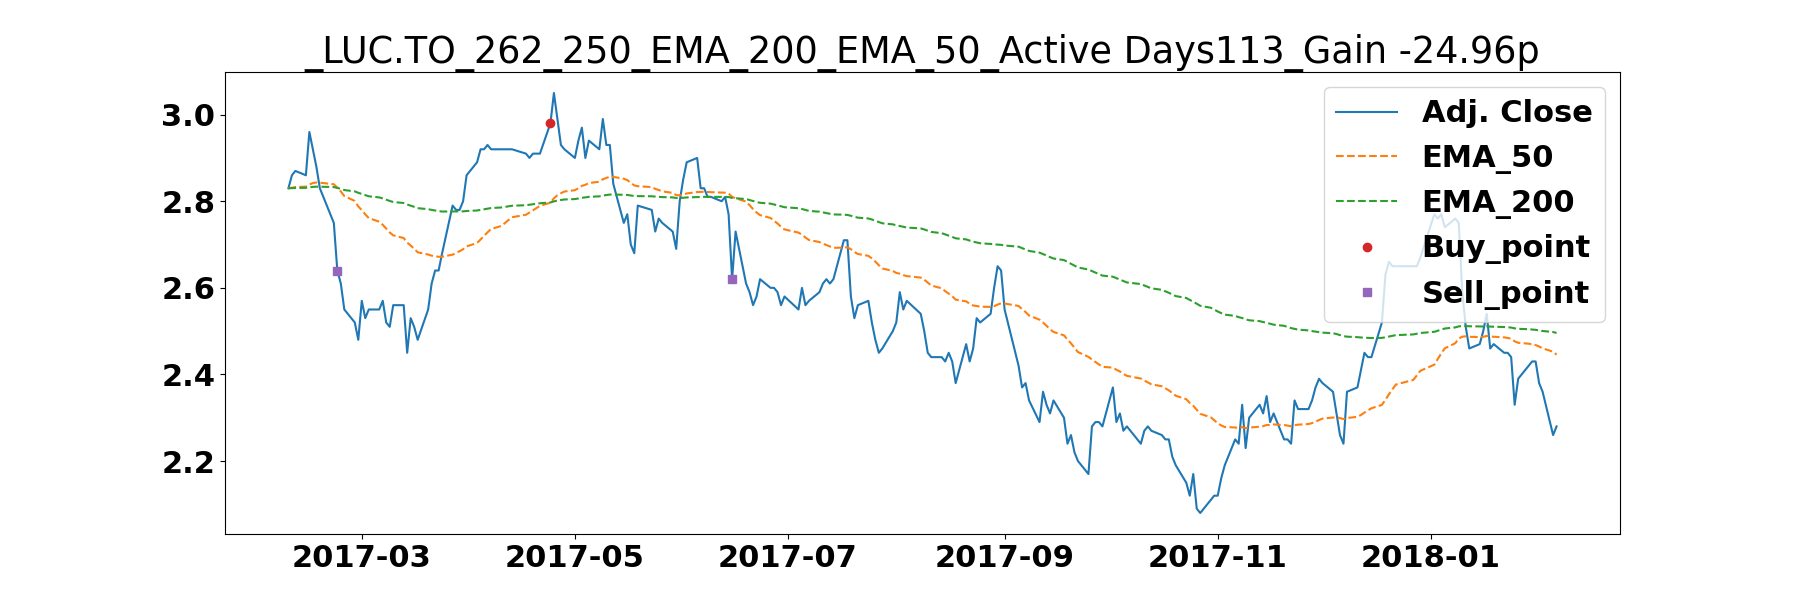 _LUC.TO_262_250_EMA_200_EMA_50_Active Days113_Gain -24.96p
3.0
2.8
2.6
2.4
2.2
Adj. Close
EMA_50
EMA_200
Buy_point
Sell_point
2017-03 2017-05 2017-07 2017-09 2017-11 2018-01